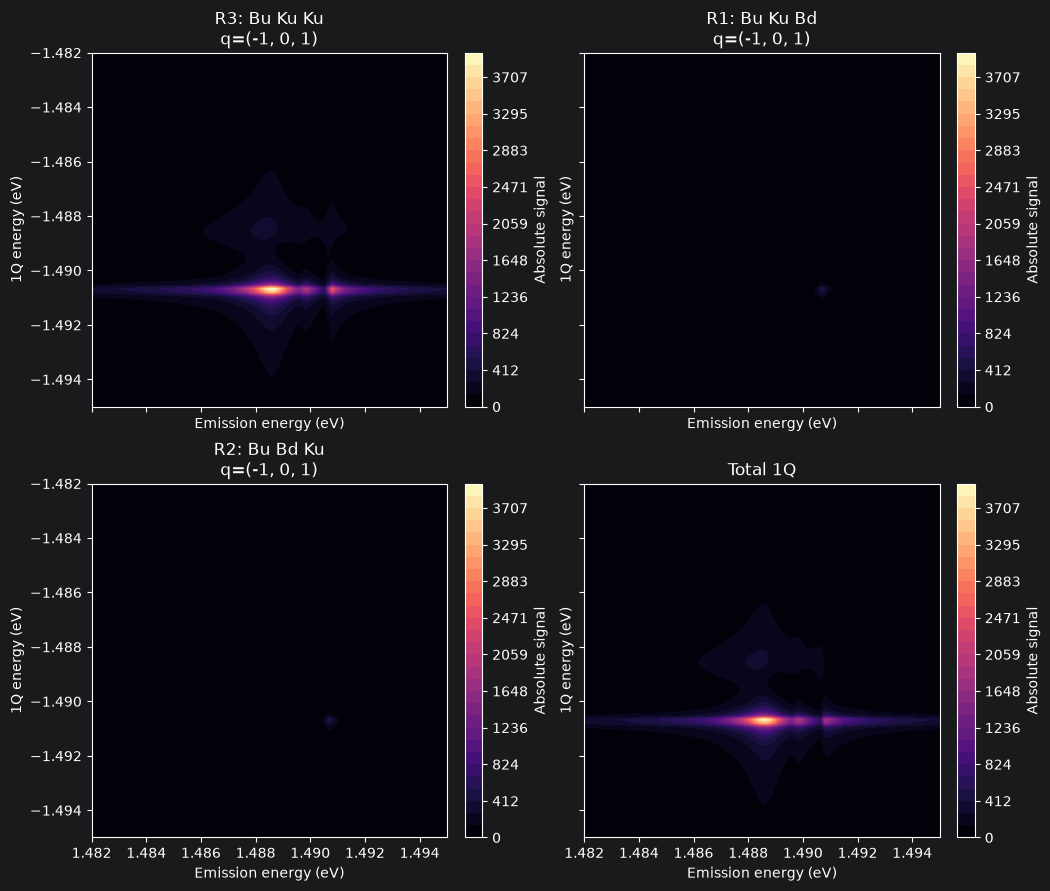 R3: Bu Ku Ku
q=(-1, 0, 1)
−1.482
−1.484
−1.486
−1.488
−1.490
−1.492
−1.494
1Q energy (eV)
Emission energy (eV)
3707
3295
2883
2471
2059
1648
1236
824
412
0
Absolute signal
R1: Bu Ku Bd
q=(-1, 0, 1)
1Q energy (eV)
Emission energy (eV)
3707
3295
2883
2471
2059
1648
1236
824
412
0
Absolute signal
R2: Bu Bd Ku
q=(-1, 0, 1)
−1.482
−1.484
−1.486
−1.488
−1.490
−1.492
−1.494
1Q energy (eV)
1.482 1.484 1.486 1.488 1.490 1.492 1.494
Emission energy (eV)
3707
3295
2883
2471
2059
1648
1236
824
412
0
Absolute signal
Total 1Q
1Q energy (eV)
1.482 1.484 1.486 1.488 1.490 1.492 1.494
Emission energy (eV)
3707
3295
2883
2471
2059
1648
1236
824
412
0
Absolute signal